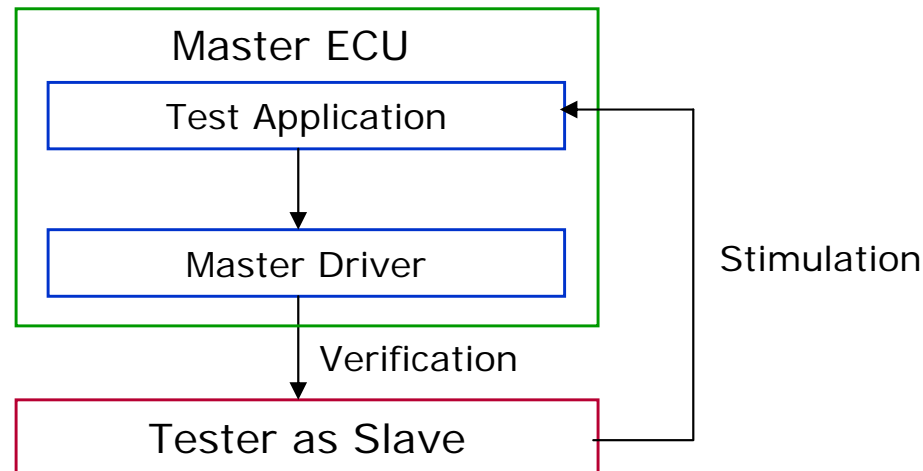 Master ECU
Test Application
Master Driver
Stimulation
Verification
Tester as Slave